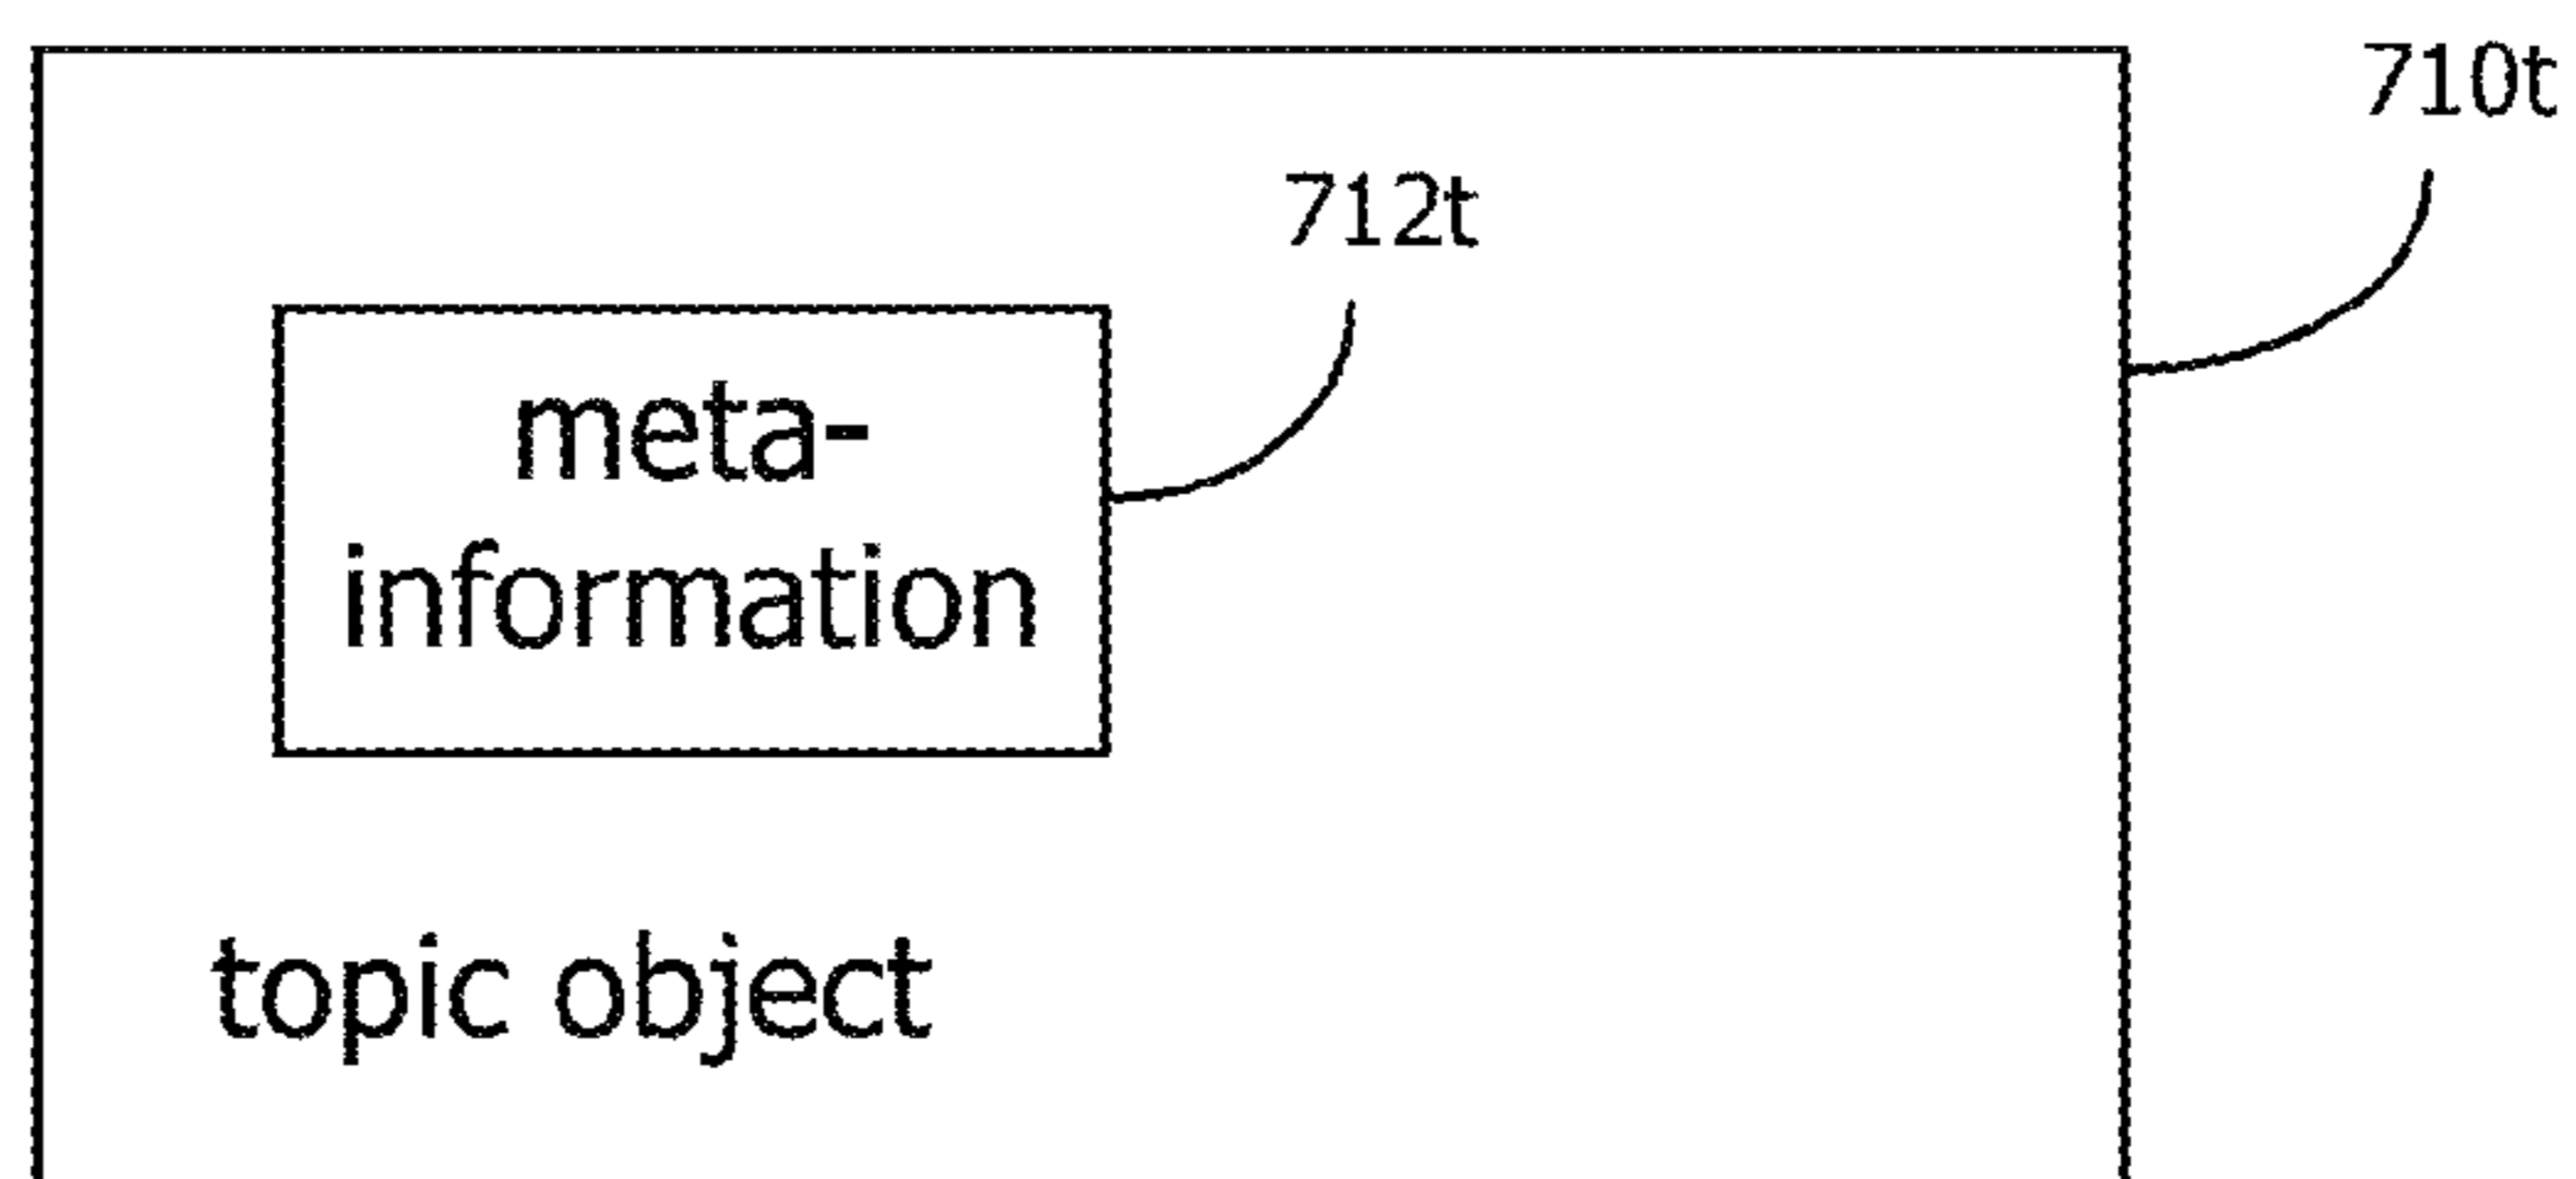 710t
712t
meta-
information
topic object